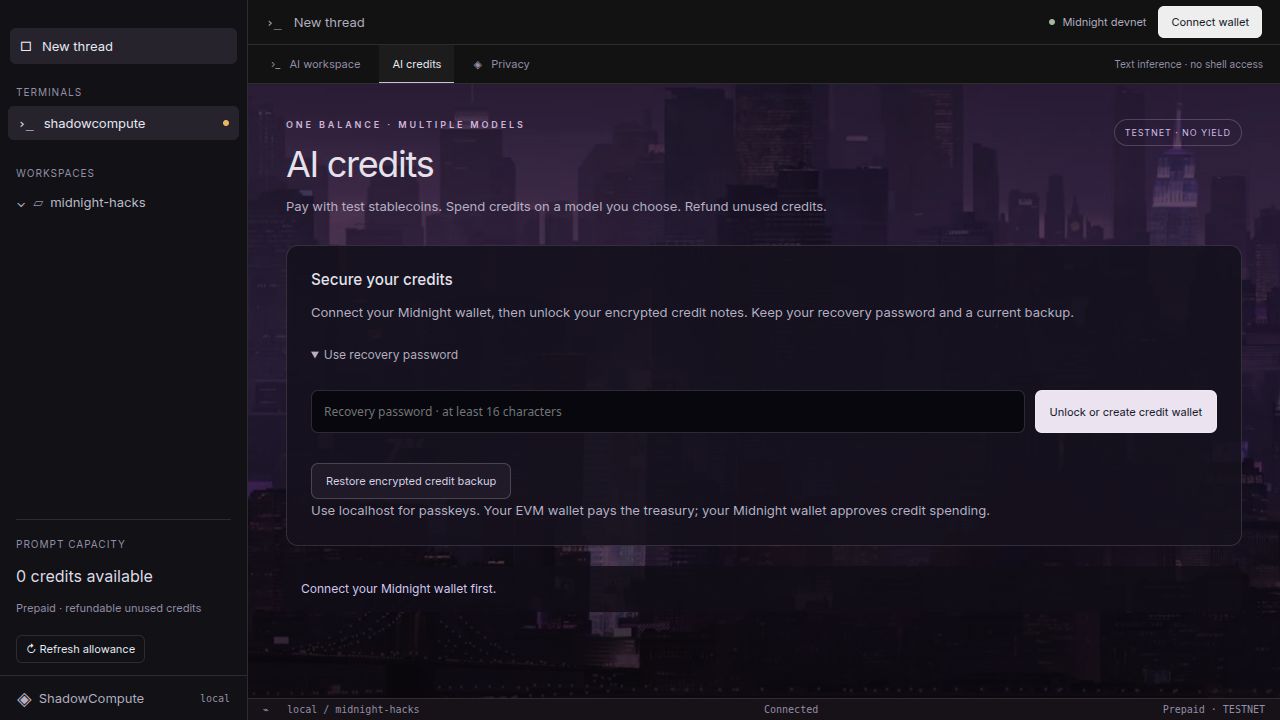 New thread
TERMINALS
›_ shadowcompute
WORKSPACES
midnight-hacks
PROMPT CAPACITY
0 credits available
Prepaid · refundable unused credits
↻ Refresh allowance
ShadowCompute local
›_ New thread
Midnight devnet
Connect wallet
›_ AI workspace
AI credits
Privacy
Text inference · no shell access
ONE BALANCE · MULTIPLE MODELS
TESTNET · NO YIELD
AI credits
Pay with test stablecoins. Spend credits on a model you choose. Refund unused credits.
Secure your credits
Connect your Midnight wallet, then unlock your encrypted credit notes. Keep your recovery password and a current backup.
▼ Use recovery password
Recovery password · at least 16 characters
Unlock or create credit wallet
Restore encrypted credit backup
Use localhost for passkeys. Your EVM wallet pays the treasury; your Midnight wallet approves credit spending.
Connect your Midnight wallet first.
local / midnight-hacks
Connected
Prepaid · TESTNET